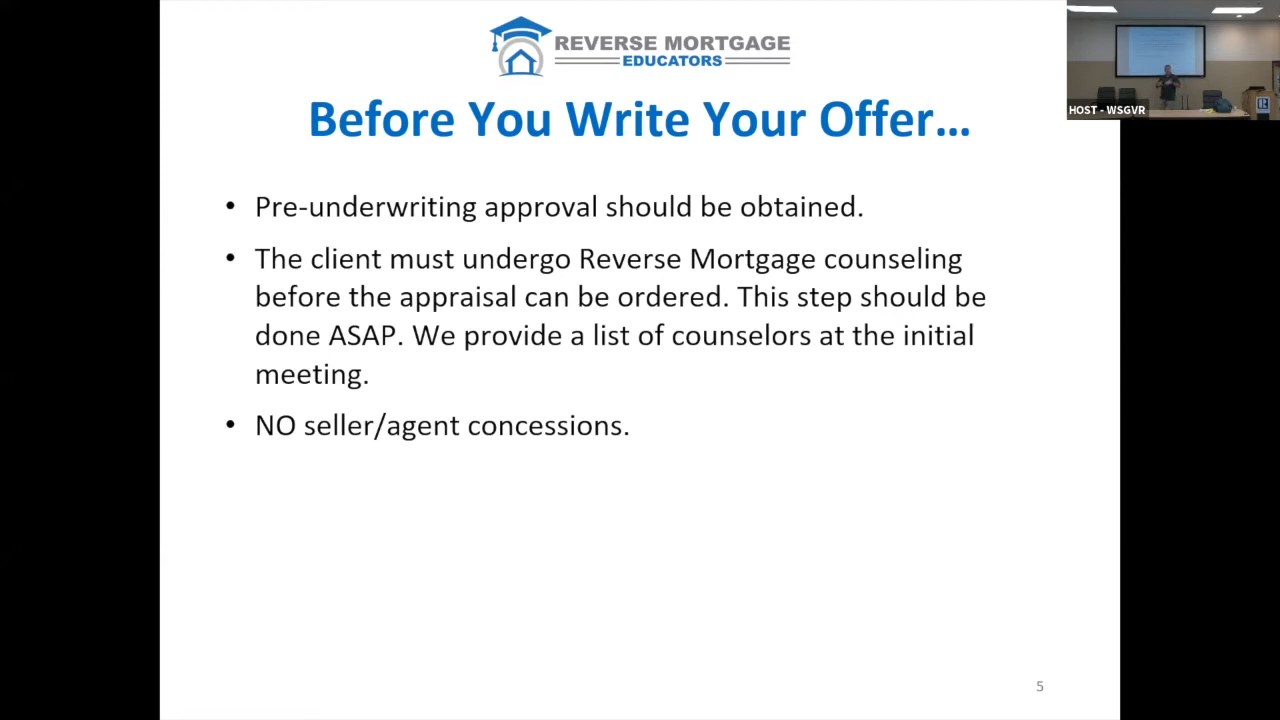 REVERSE MORTGAGE
EDUCATORS
HOST - WSGVR
Before You Write Your Offer...
• Pre-underwriting approval should be obtained.
• The client must undergo Reverse Mortgage counseling
before the appraisal can be ordered. This step should be
done ASAP. We provide a list of counselors at the initial
meeting.
• NO seller/agent concessions.
5